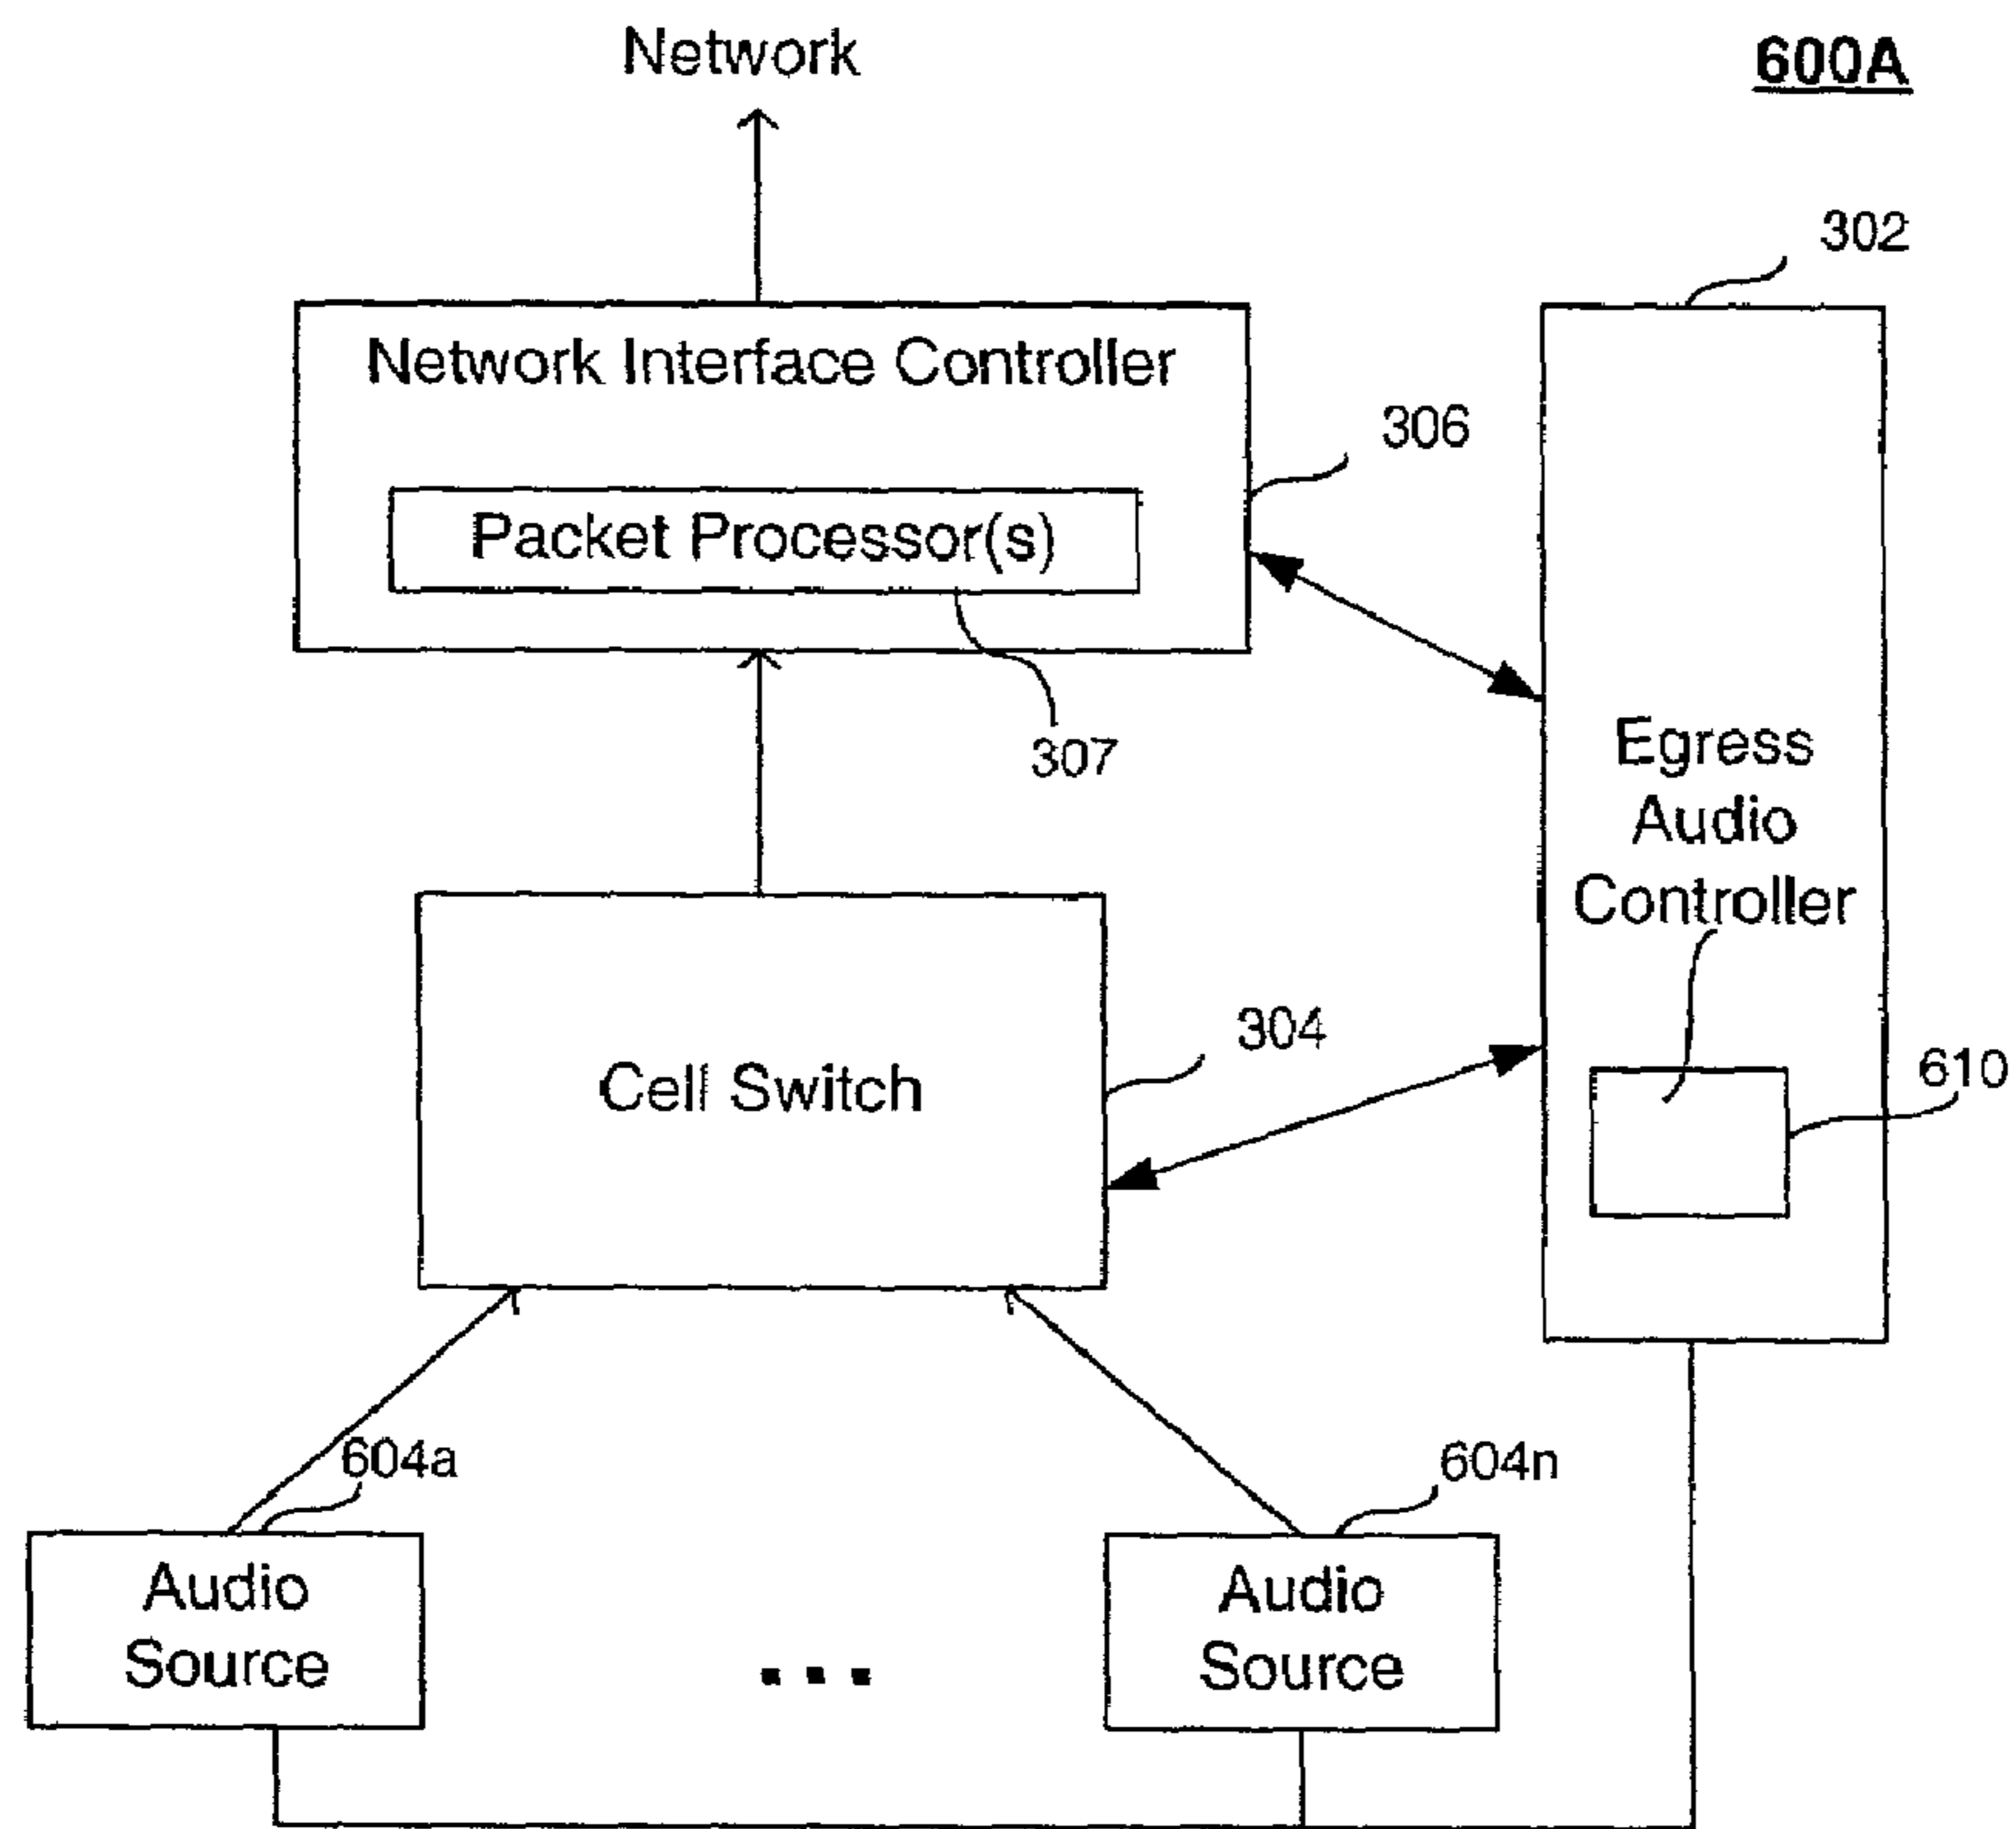 Network
600A
302
Network Interface Controller
306
Packet Processor(s)
307
Egress
Audio
Controller
304
Cell Switch
610
604a
604n
Audio
Source
...
Audio
Source